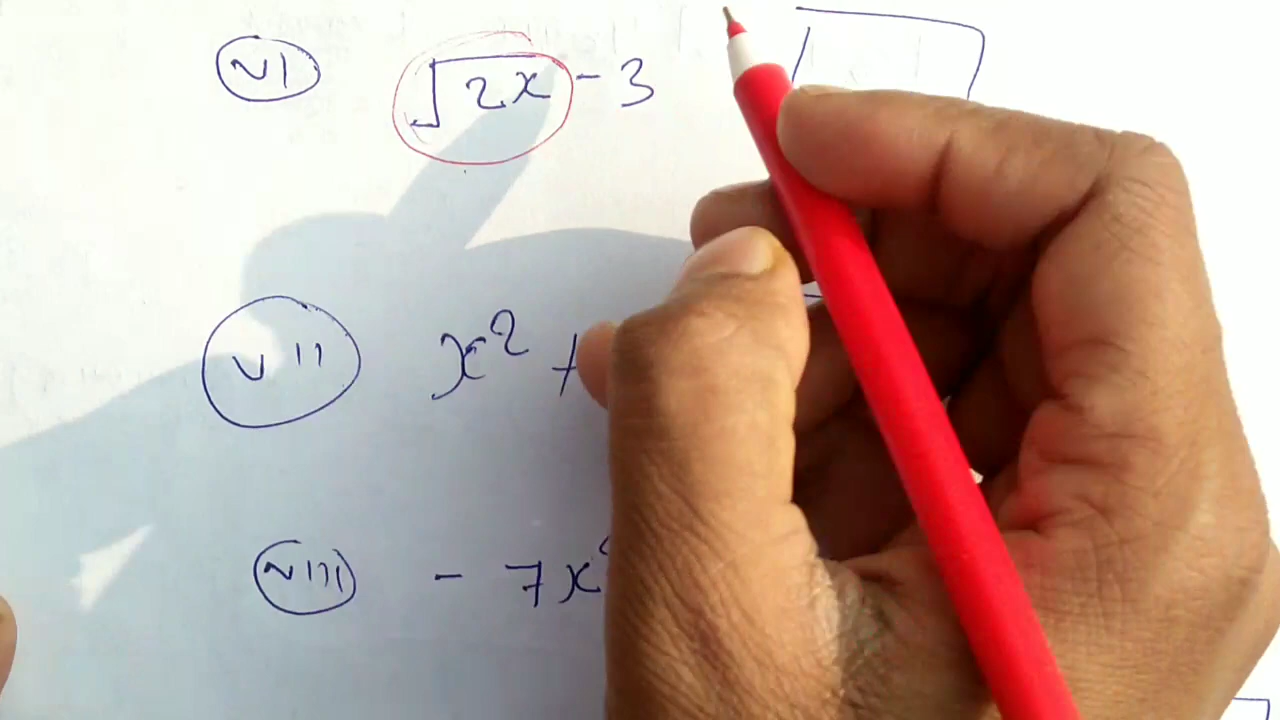 vi √2x - 3
vii x² +
viii - 7x